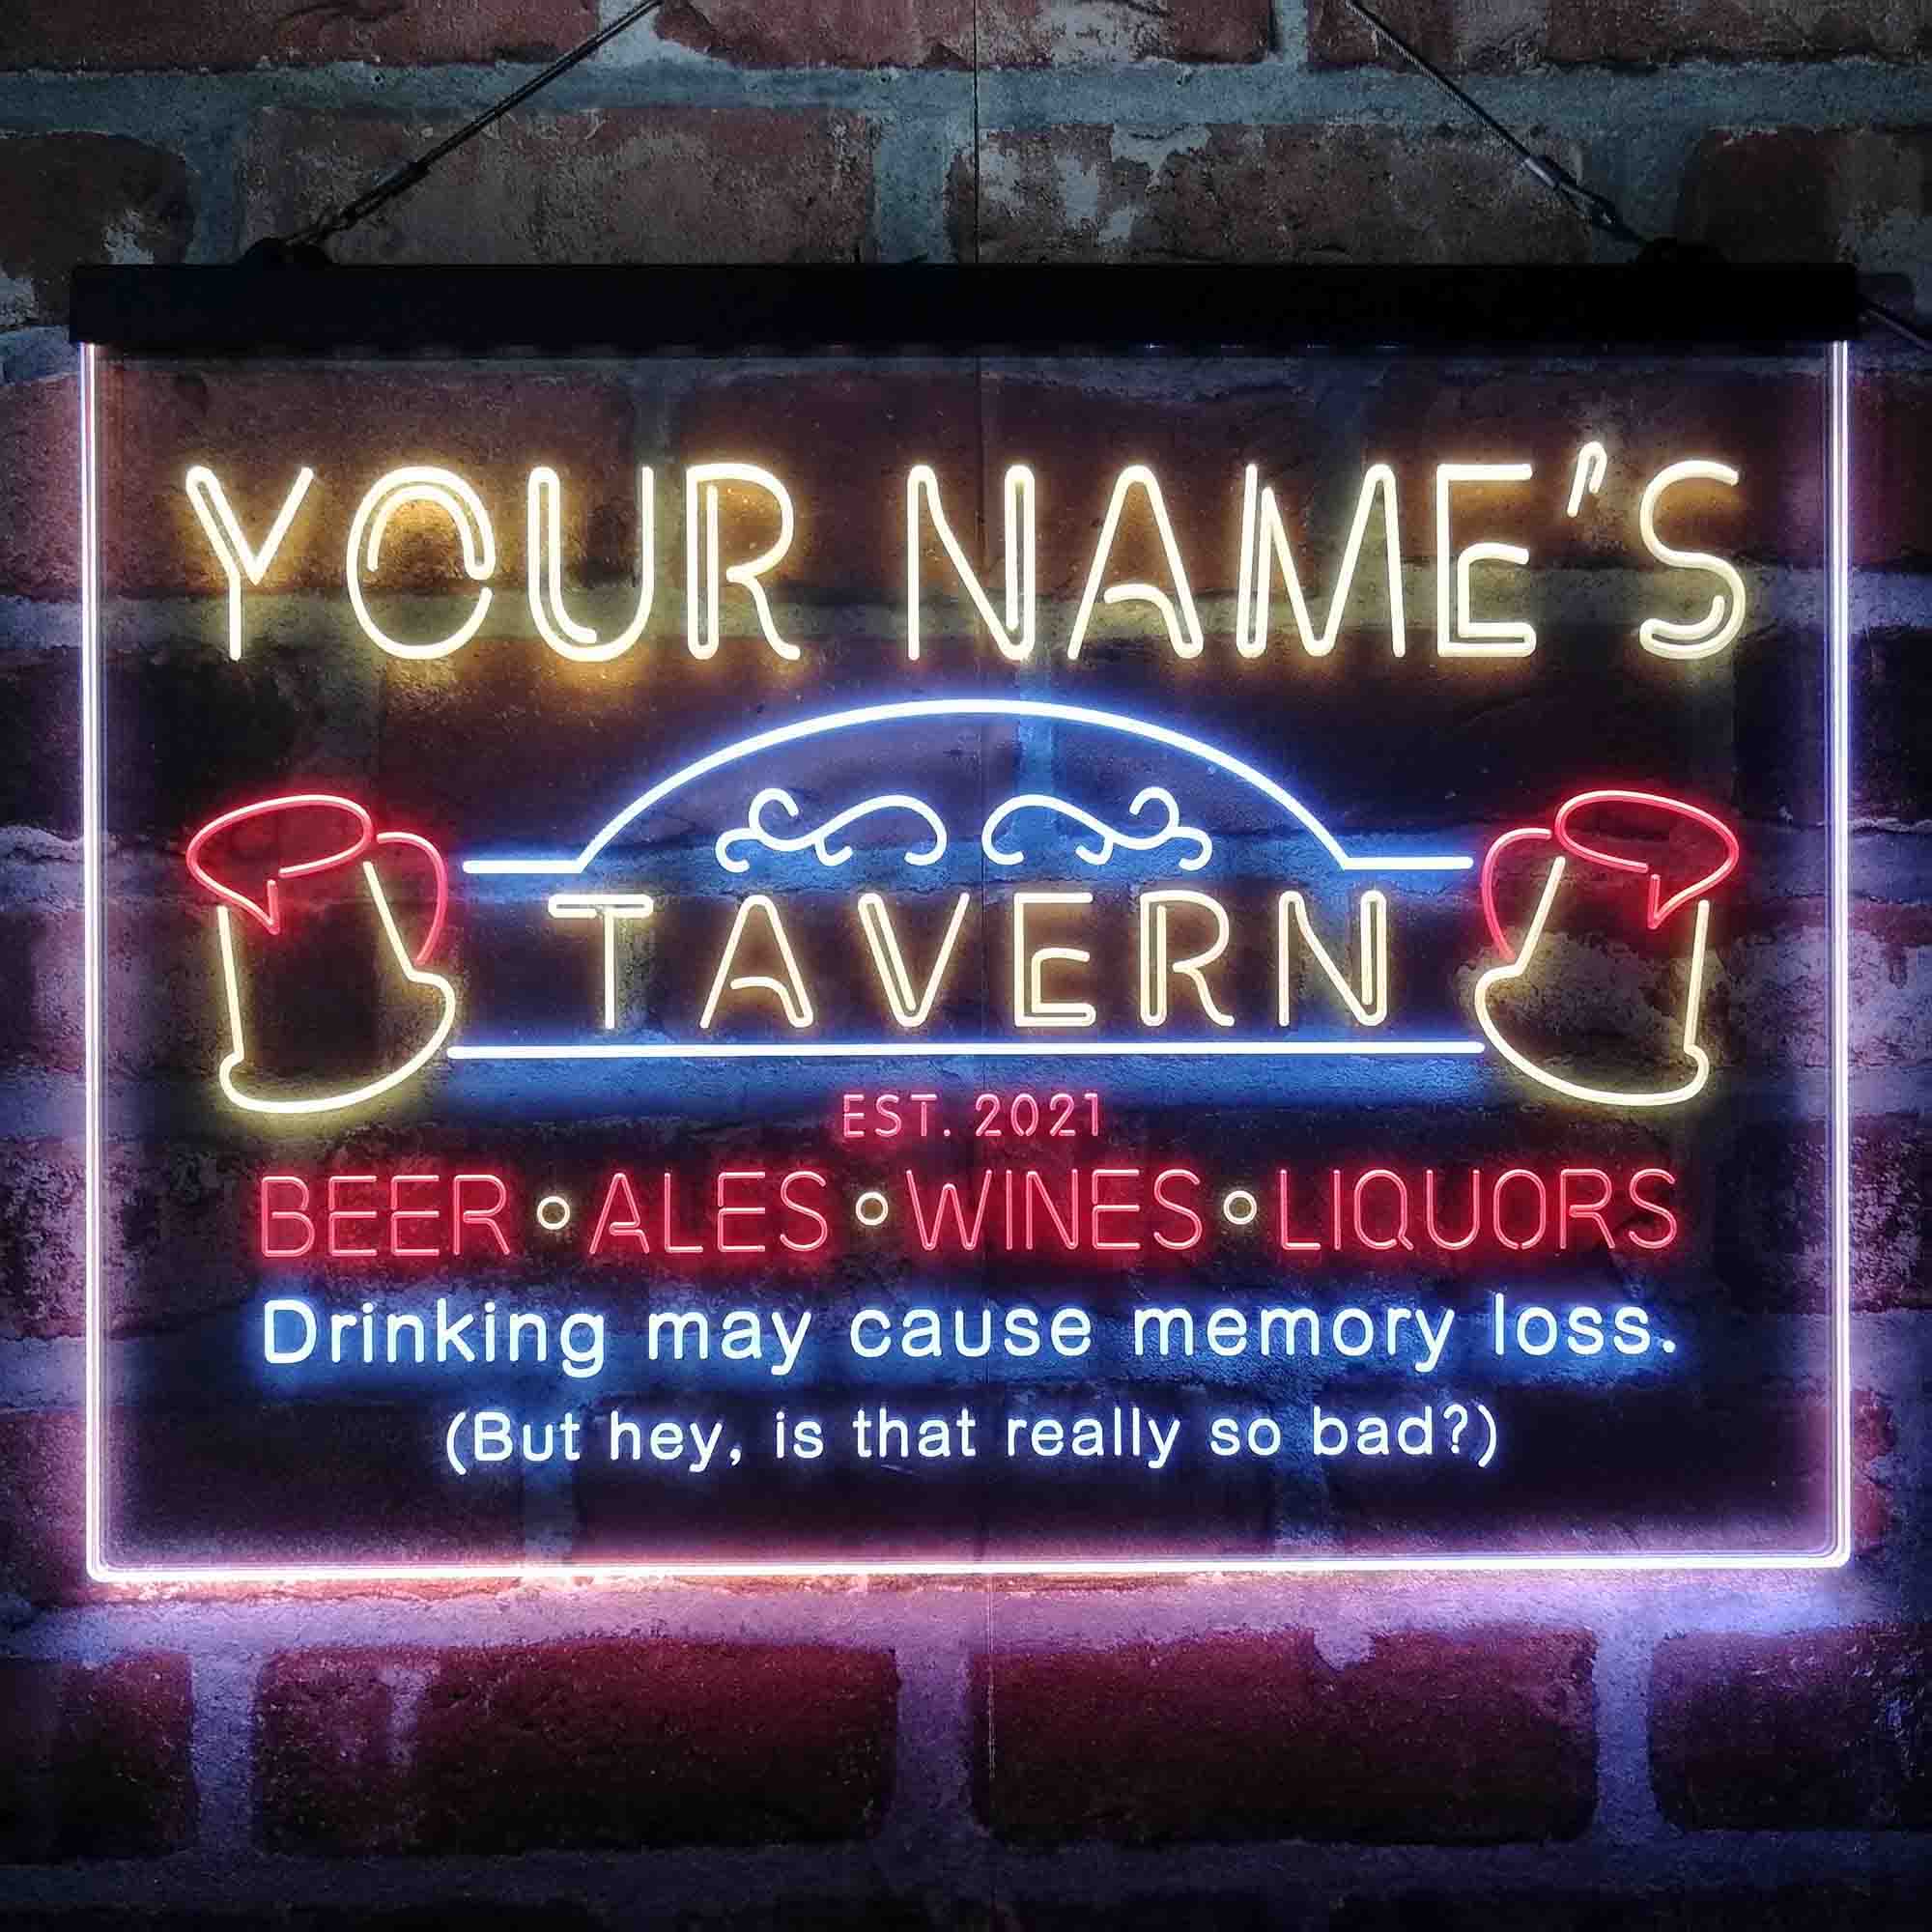 YOUR NAME'S
TAVERN
EST. 2021
BEER•ALES•WINES•LIQUORS
Drinking may cause memory loss.
(But hey, is that really so bad?)